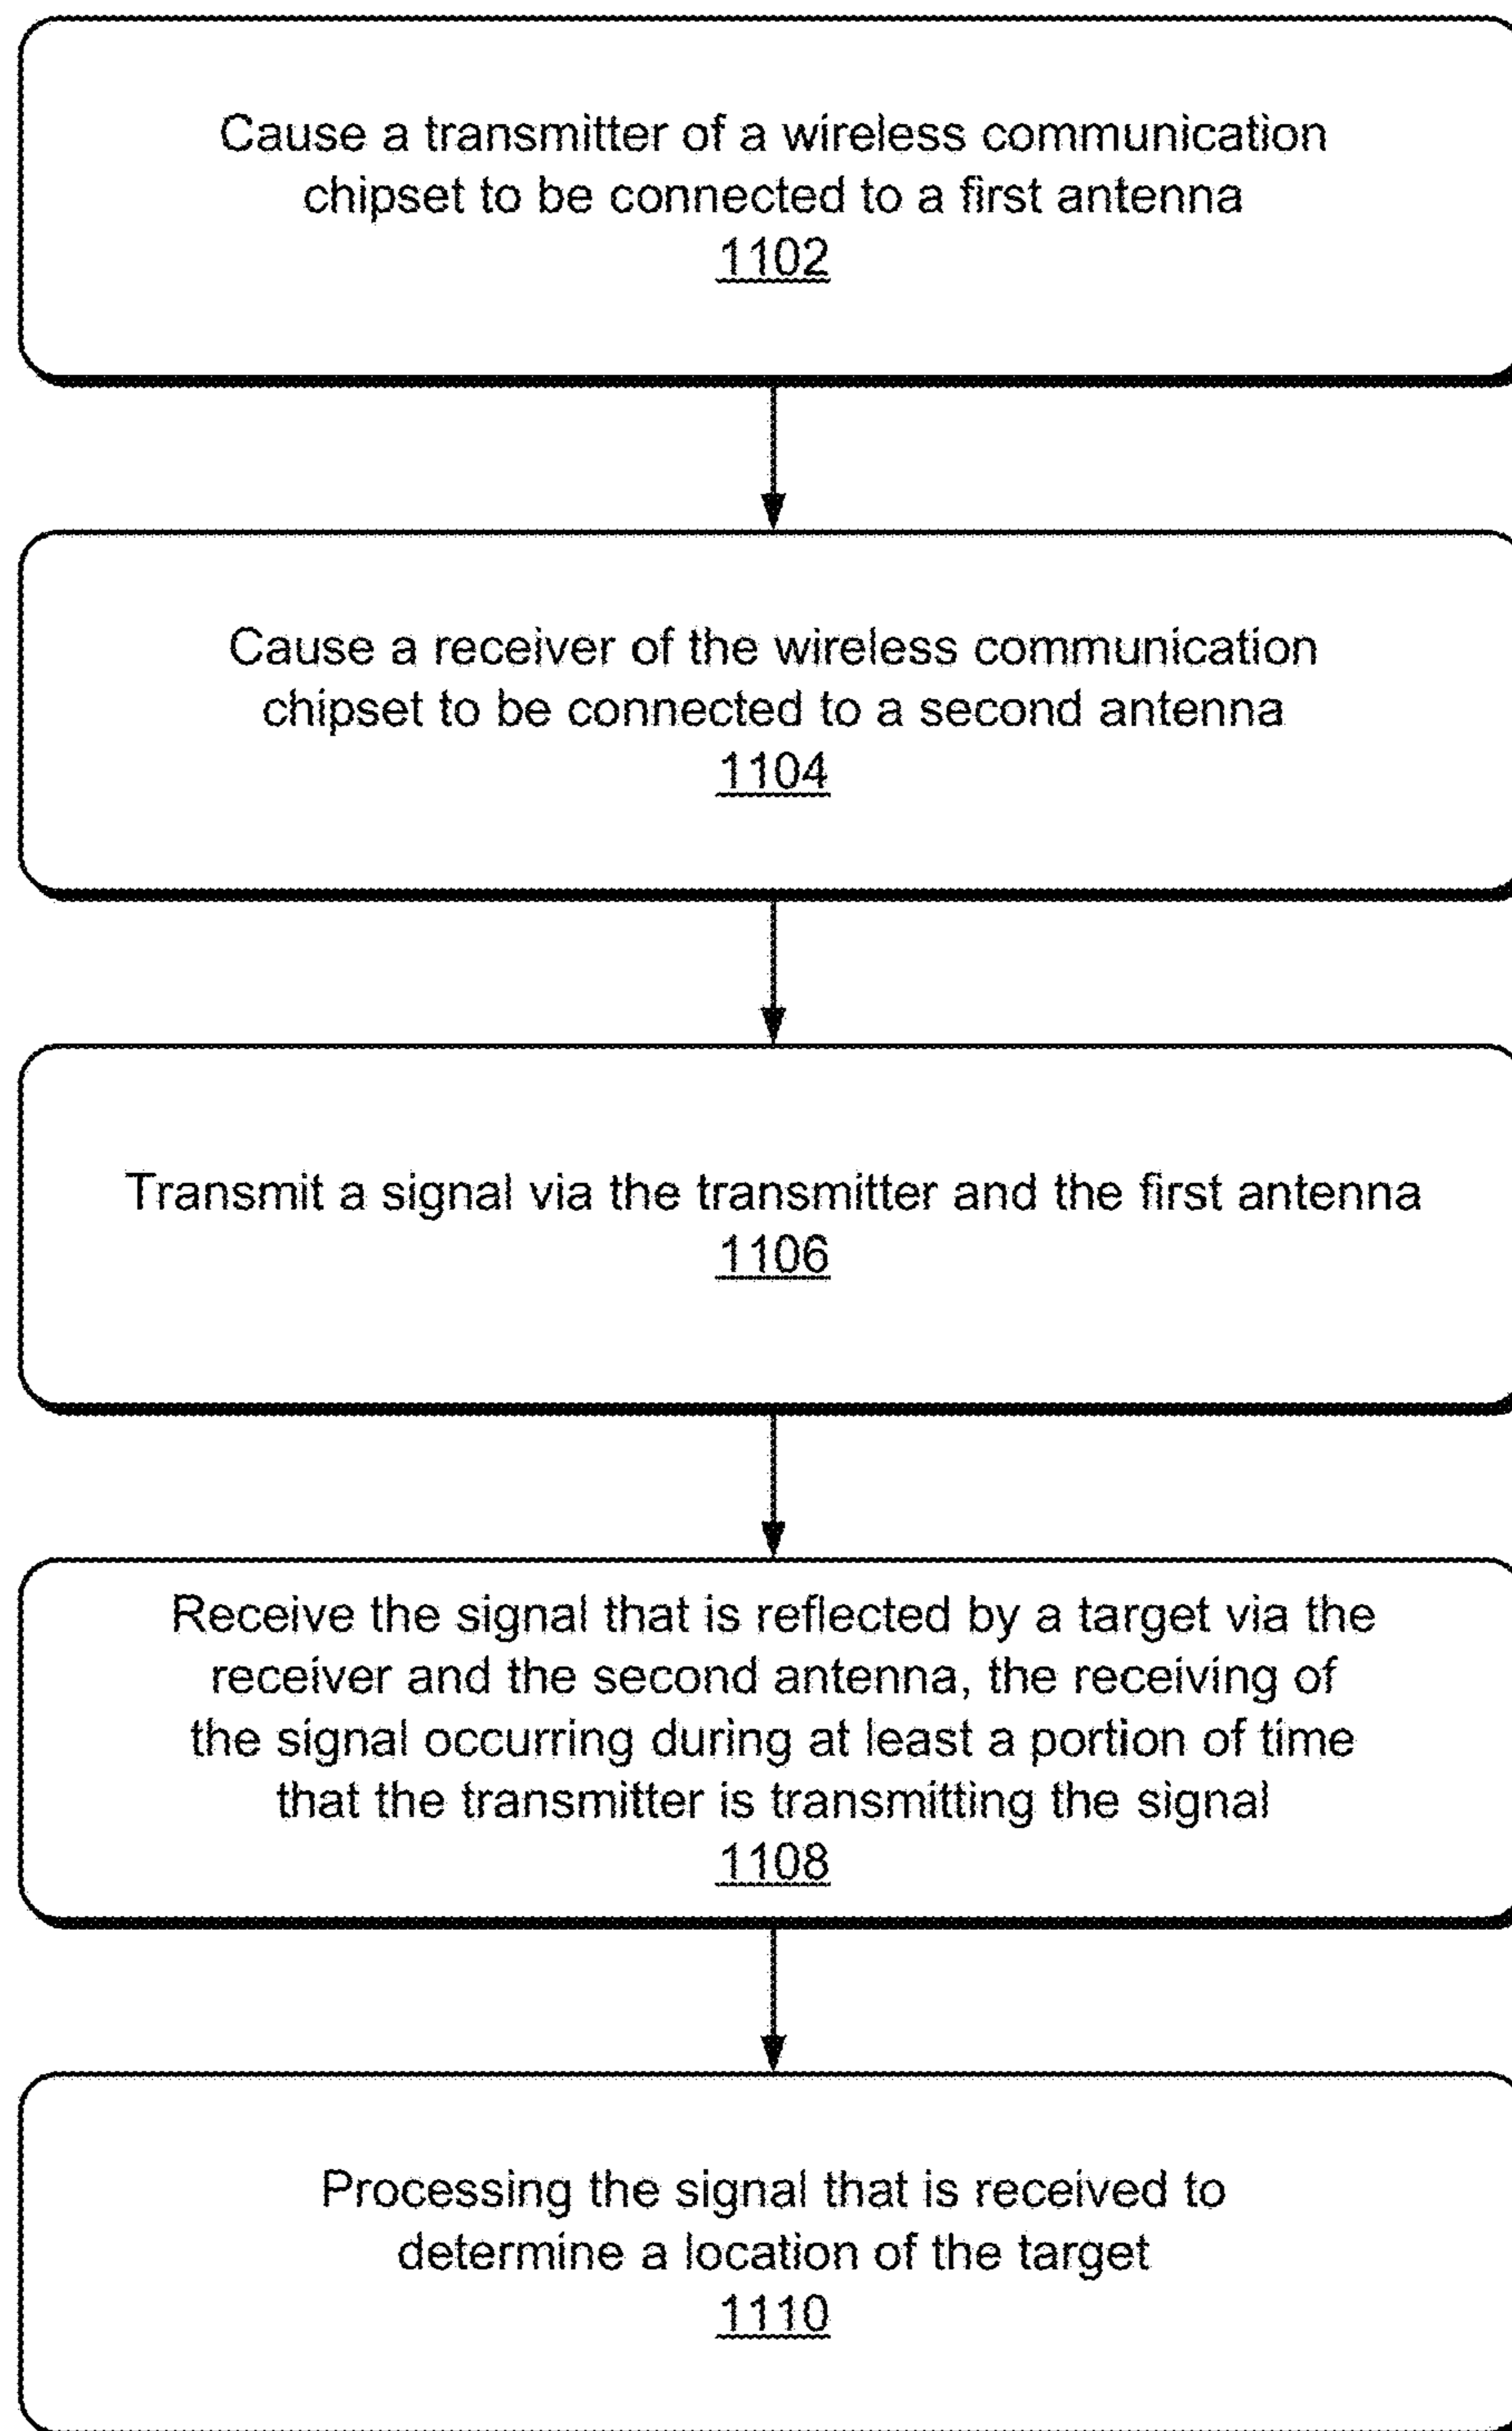 Cause a transmitter of a wireless communication
chipset to be connected to a first antenna
1102
Cause a receiver of the wireless communication
chipset to be connected to a second antenna
1104
Transmit a signal via the transmitter and the first antenna
1106
Receive the signal that is reflected by a target via the
receiver and the second antenna, the receiving of
the signal occurring during at least a portion of time
that the transmitter is transmitting the signal
1108
Processing the signal that is received to
determine a location of the target
1110